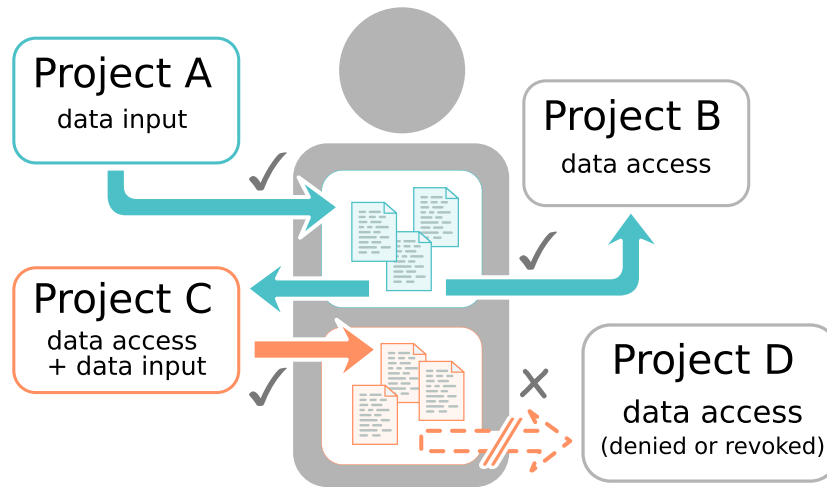 Project A
data input
Project B
data access
Project C
data access
+ data input
Project D
data access
(denied or revoked)